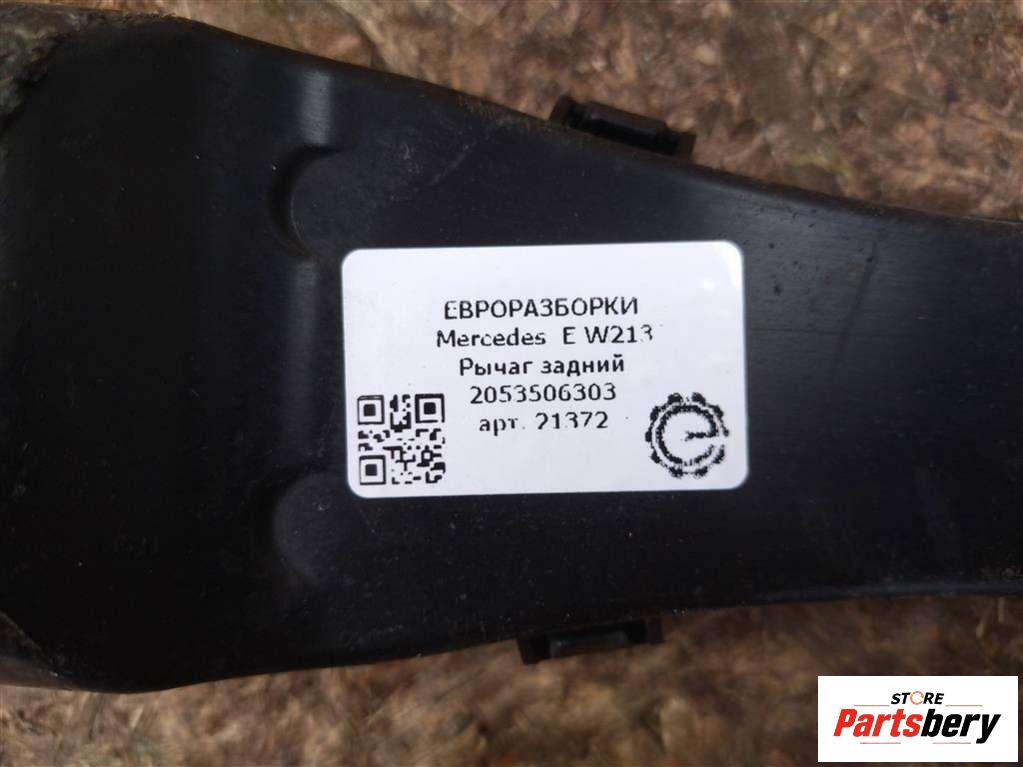 ЕВРОРАЗБОРКИ
Mercedes E W213
Рычаг задний
2053506303
арт. 21372
STORE
Partsbery